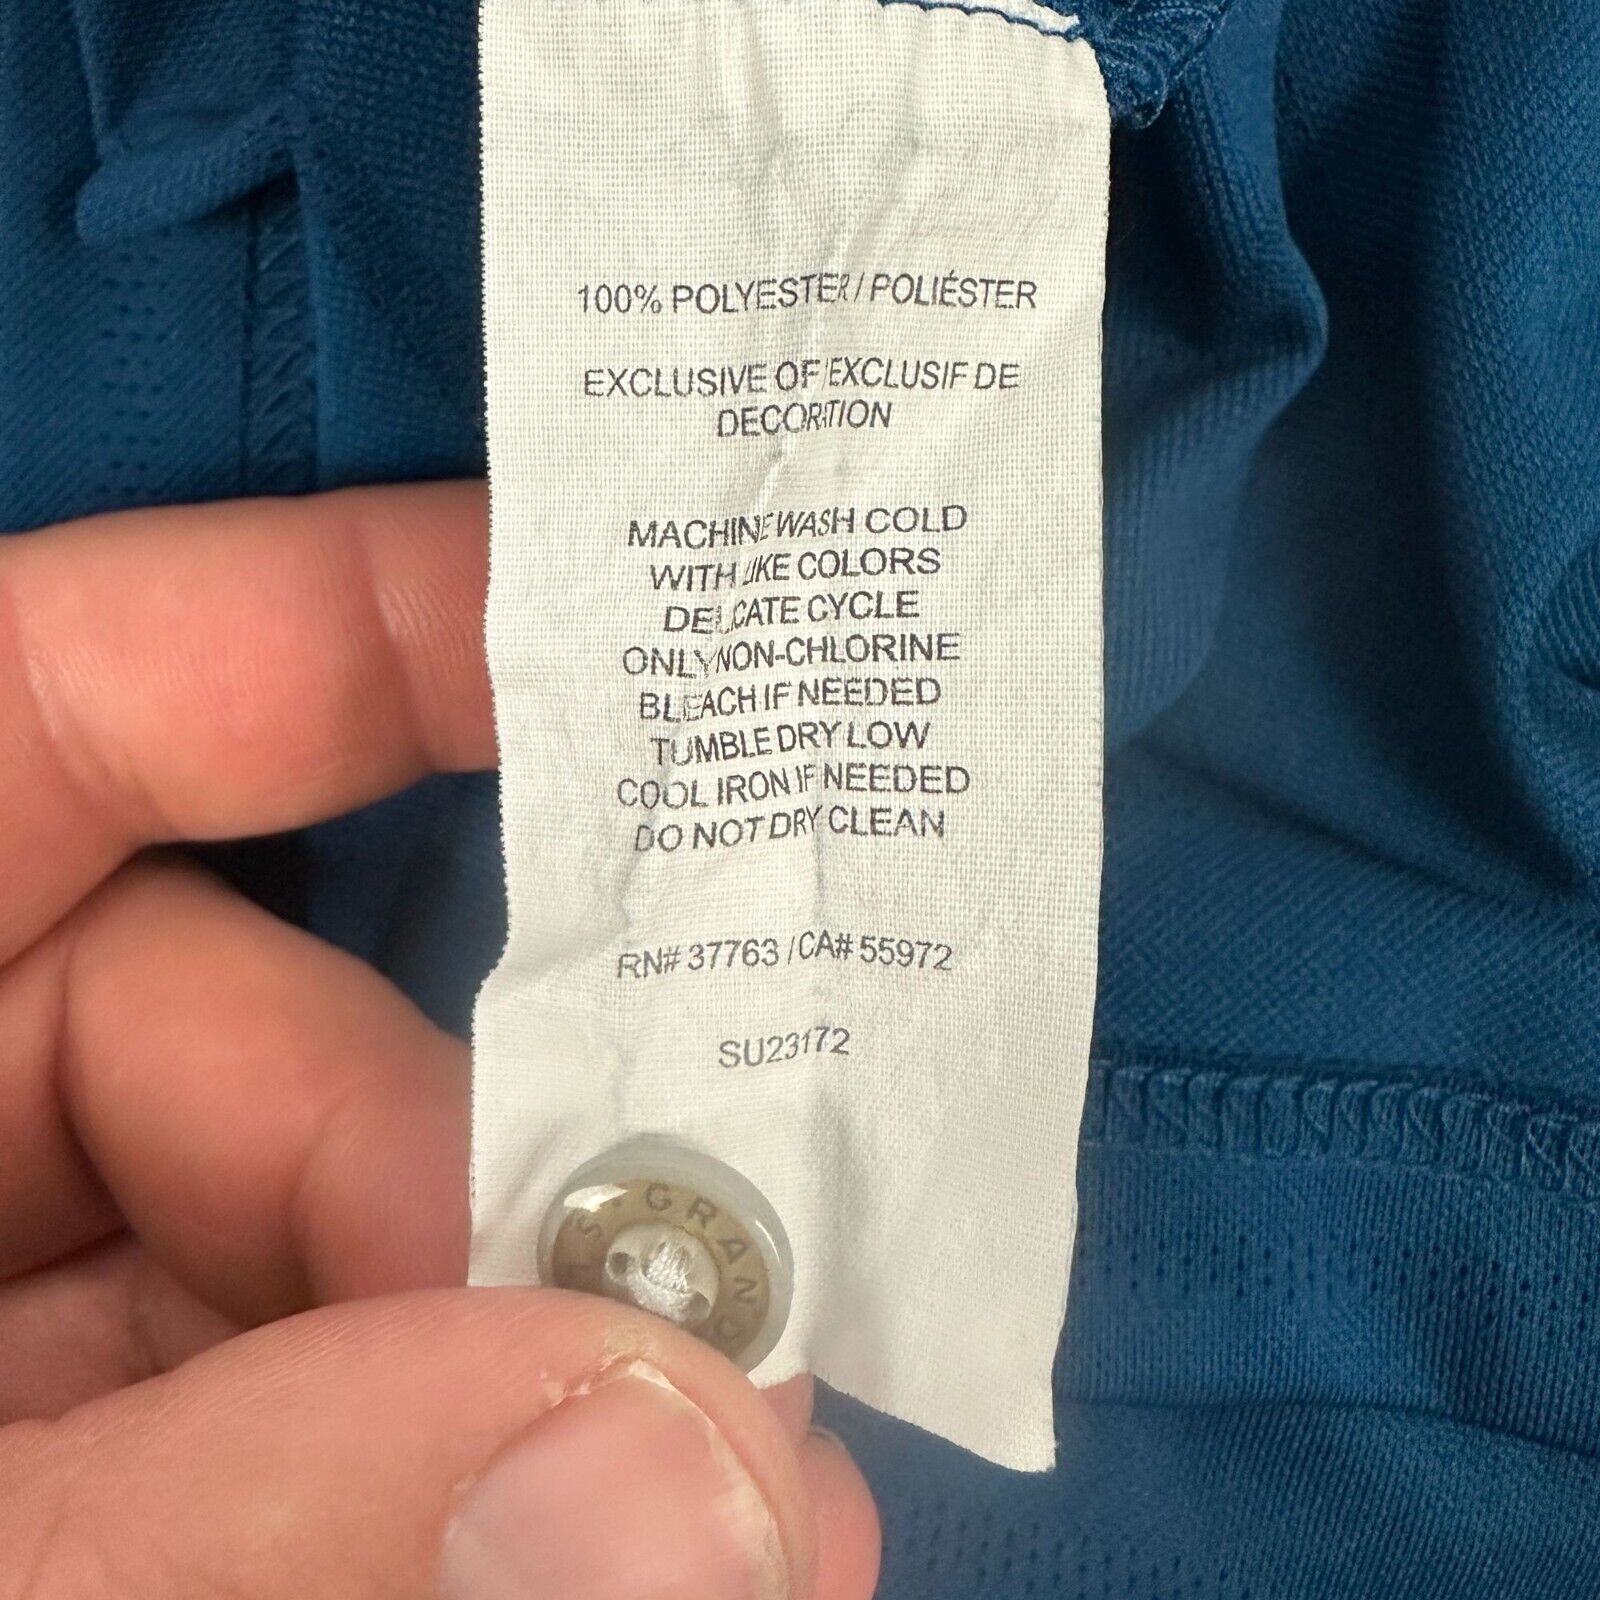 100% POLYESTER / POLIÉSTER
EXCLUSIVE OF EXCLUSIF DE
DECORATION
MACHINE WASH COLD
WITH LIKE COLORS
DELICATE CYCLE
ONLY NON-CHLORINE
BLEACH IF NEEDED
TUMBLE DRY LOW
COOL IRON IF NEEDED
DO NOT DRY CLEAN
RN# 37763 / CA# 55972
SU23172
GRAND